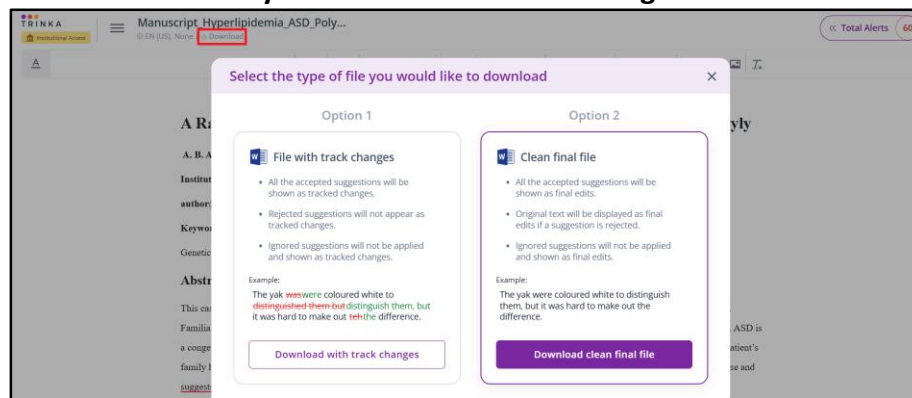 TRINKA
Institutional Access
Manuscript_Hyperlipidemia_ASD_Poly...
EN (US), None
Download
Total Alerts
60
A
Select the type of file you would like to download
Option 1
File with track changes
• All the accepted suggestions will be
shown as tracked changes.
• Rejected suggestions will not appear as
tracked changes.
• Ignored suggestions will not be applied
and shown as tracked changes.
Example:
The yak waswere coloured white to
distinguished them butdistinguish them, but
it was hard to make out tehthe difference.
Download with track changes
Option 2
Clean final file
• All the accepted suggestions will be
shown as final edits.
• Original text will be displayed as final
edits if a suggestion is rejected.
• Ignored suggestions will not be applied
and shown as final edits.
Example:
The yak were coloured white to distinguish
them, but it was hard to make out the
difference.
Download clean final file
A Ra
yly
A. B. A
Institut
author
Keywo
Genetic
Abstr
This cas
Familia
ASD is
a conge
atient's
family h
se and
suggest